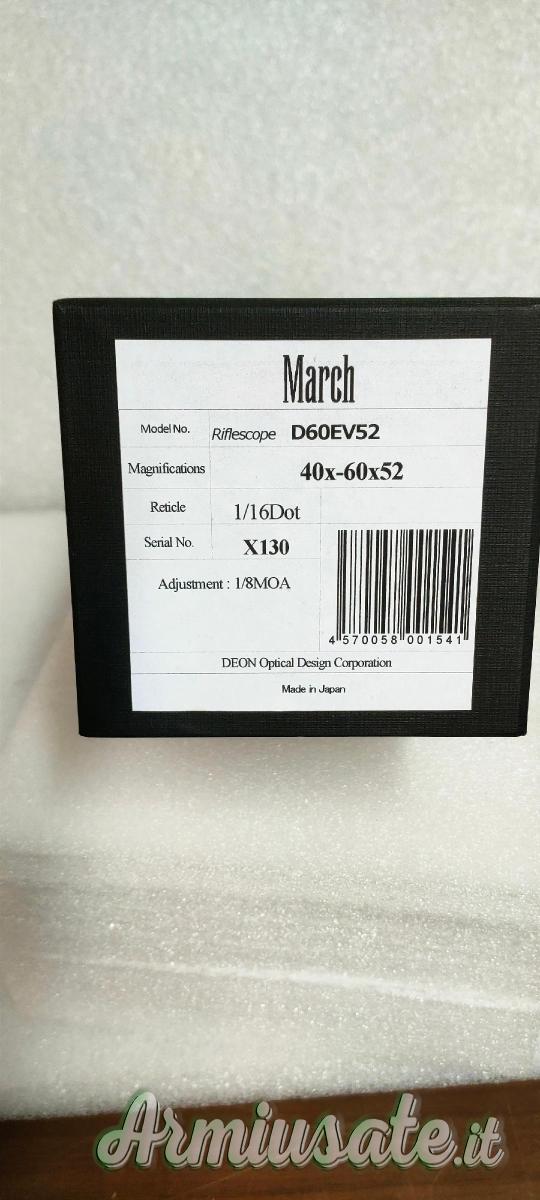 March
Model No. Riflescope D60EV52
Magnifications 40x-60x52
Reticle 1/16Dot
Serial No. X130
Adjustment : 1/8MOA
4 570058 001541
DEON Optical Design Corporation
Made in Japan
Armiusate.it